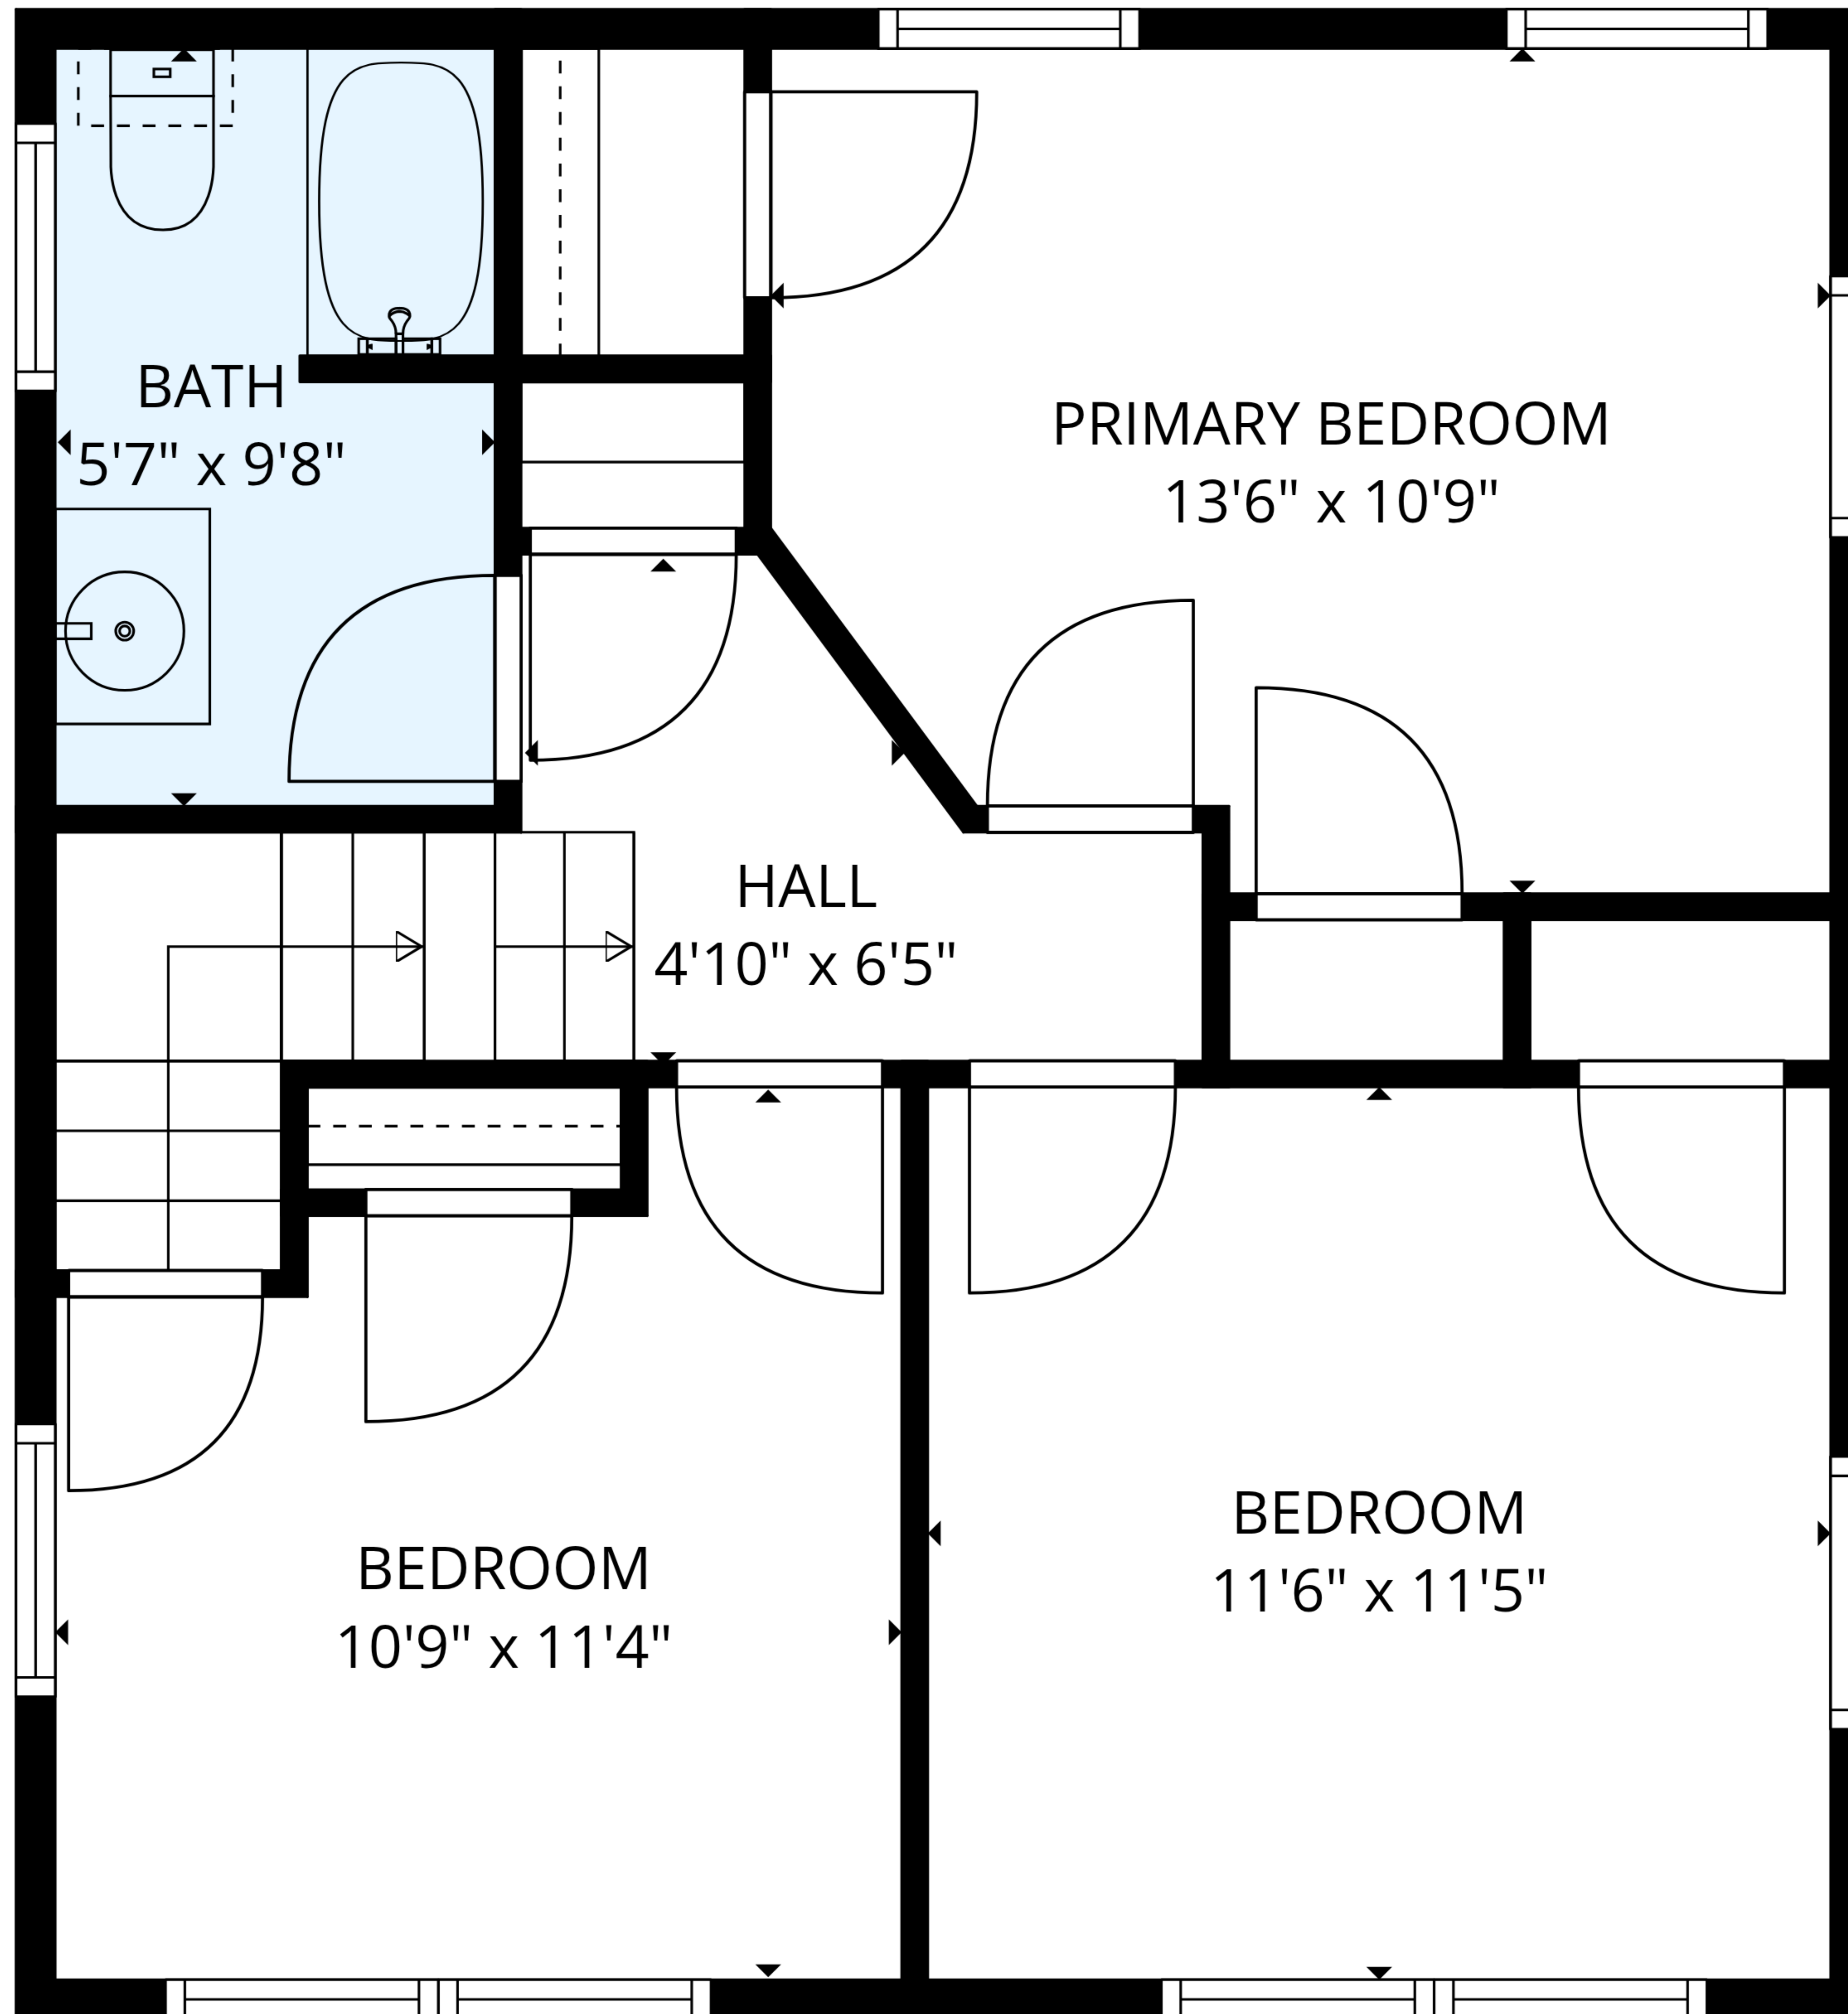 BATH
5'7" x 9'8"
PRIMARY BEDROOM
13'6" x 10'9"
HALL
4'10" x 6'5"
BEDROOM
11'6" x 11'5"
BEDROOM
10'9" x 11'4"